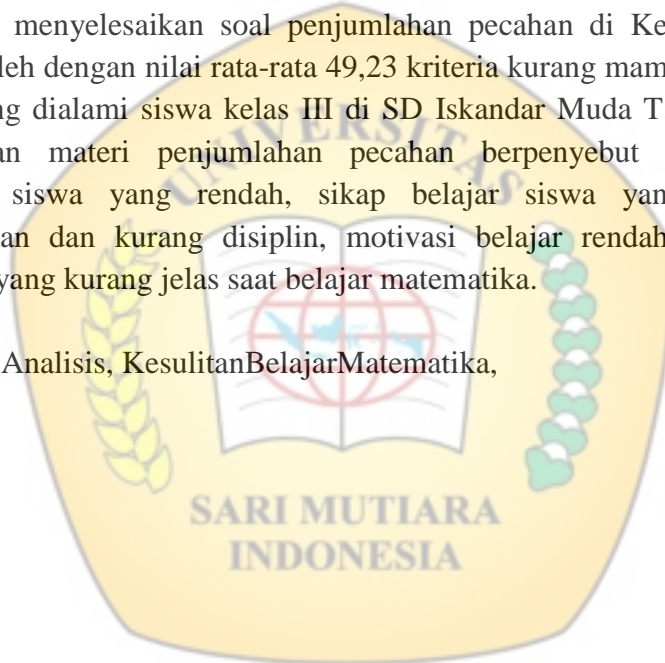 menyelesaikan soal penjumlahan pecahan di Ke
leh dengan nilai rata-rata 49,23 kriteria kurang mam
ng dialami siswa kelas III di SD Iskandar Muda T
an materi penjumlahan pecahan berpenyebut
siswa yang rendah, sikap belajar siswa yan
an dan kurang disiplin, motivasi belajar rendah
yang kurang jelas saat belajar matematika.
Analisis, KesulitanBelajarMatematika,
UNIVERSITAS
SARI MUTIARA
INDONESIA